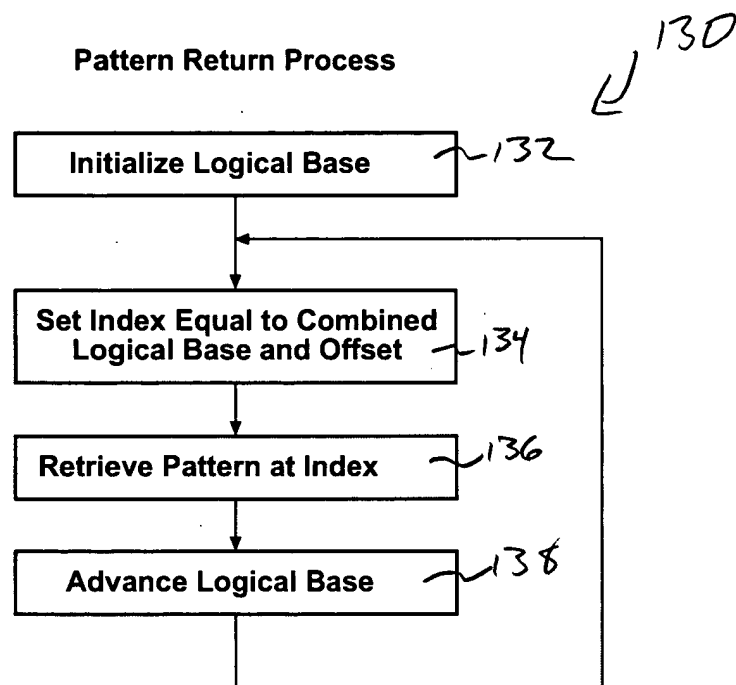 130
Pattern Return Process
Initialize Logical Base 132
Set Index Equal to Combined
Logical Base and Offset 134
Retrieve Pattern at Index 136
Advance Logical Base 138